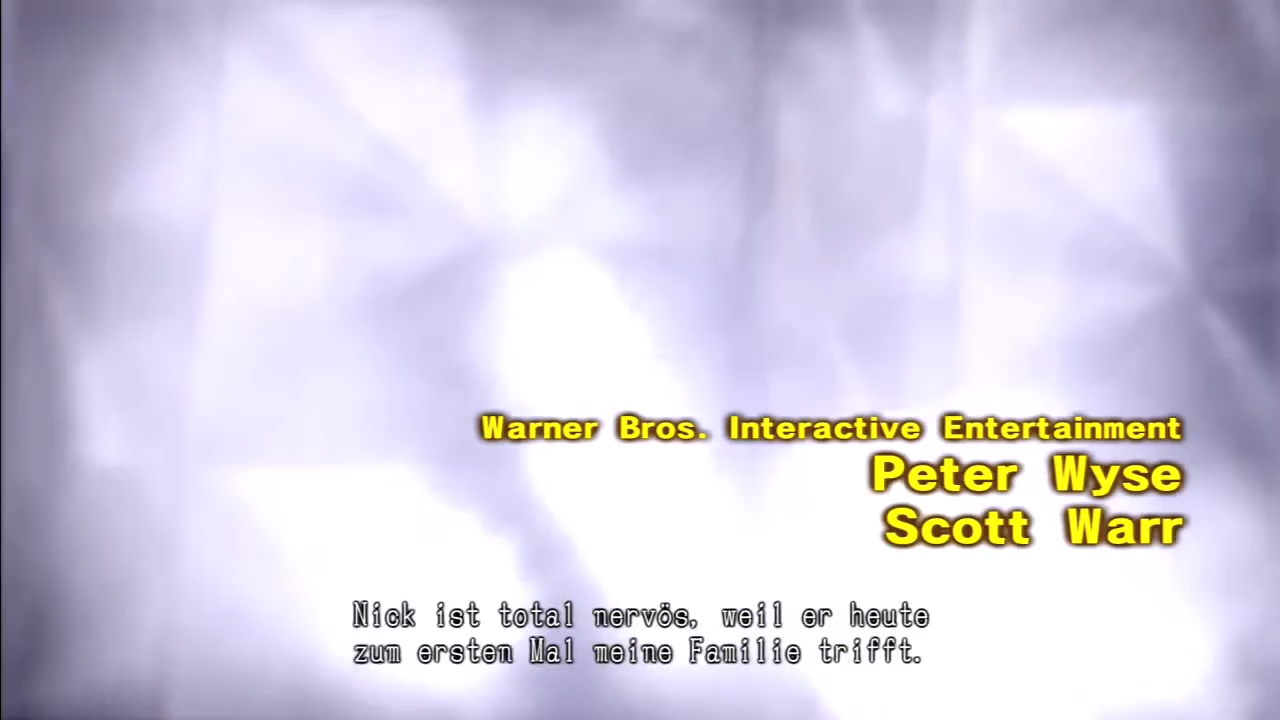 Warner Bros. Interactive Entertainment
Peter Wyse
Scott Warr
Nick ist total nervös, weil er heute
zum ersten Mal meine Familie trifft.